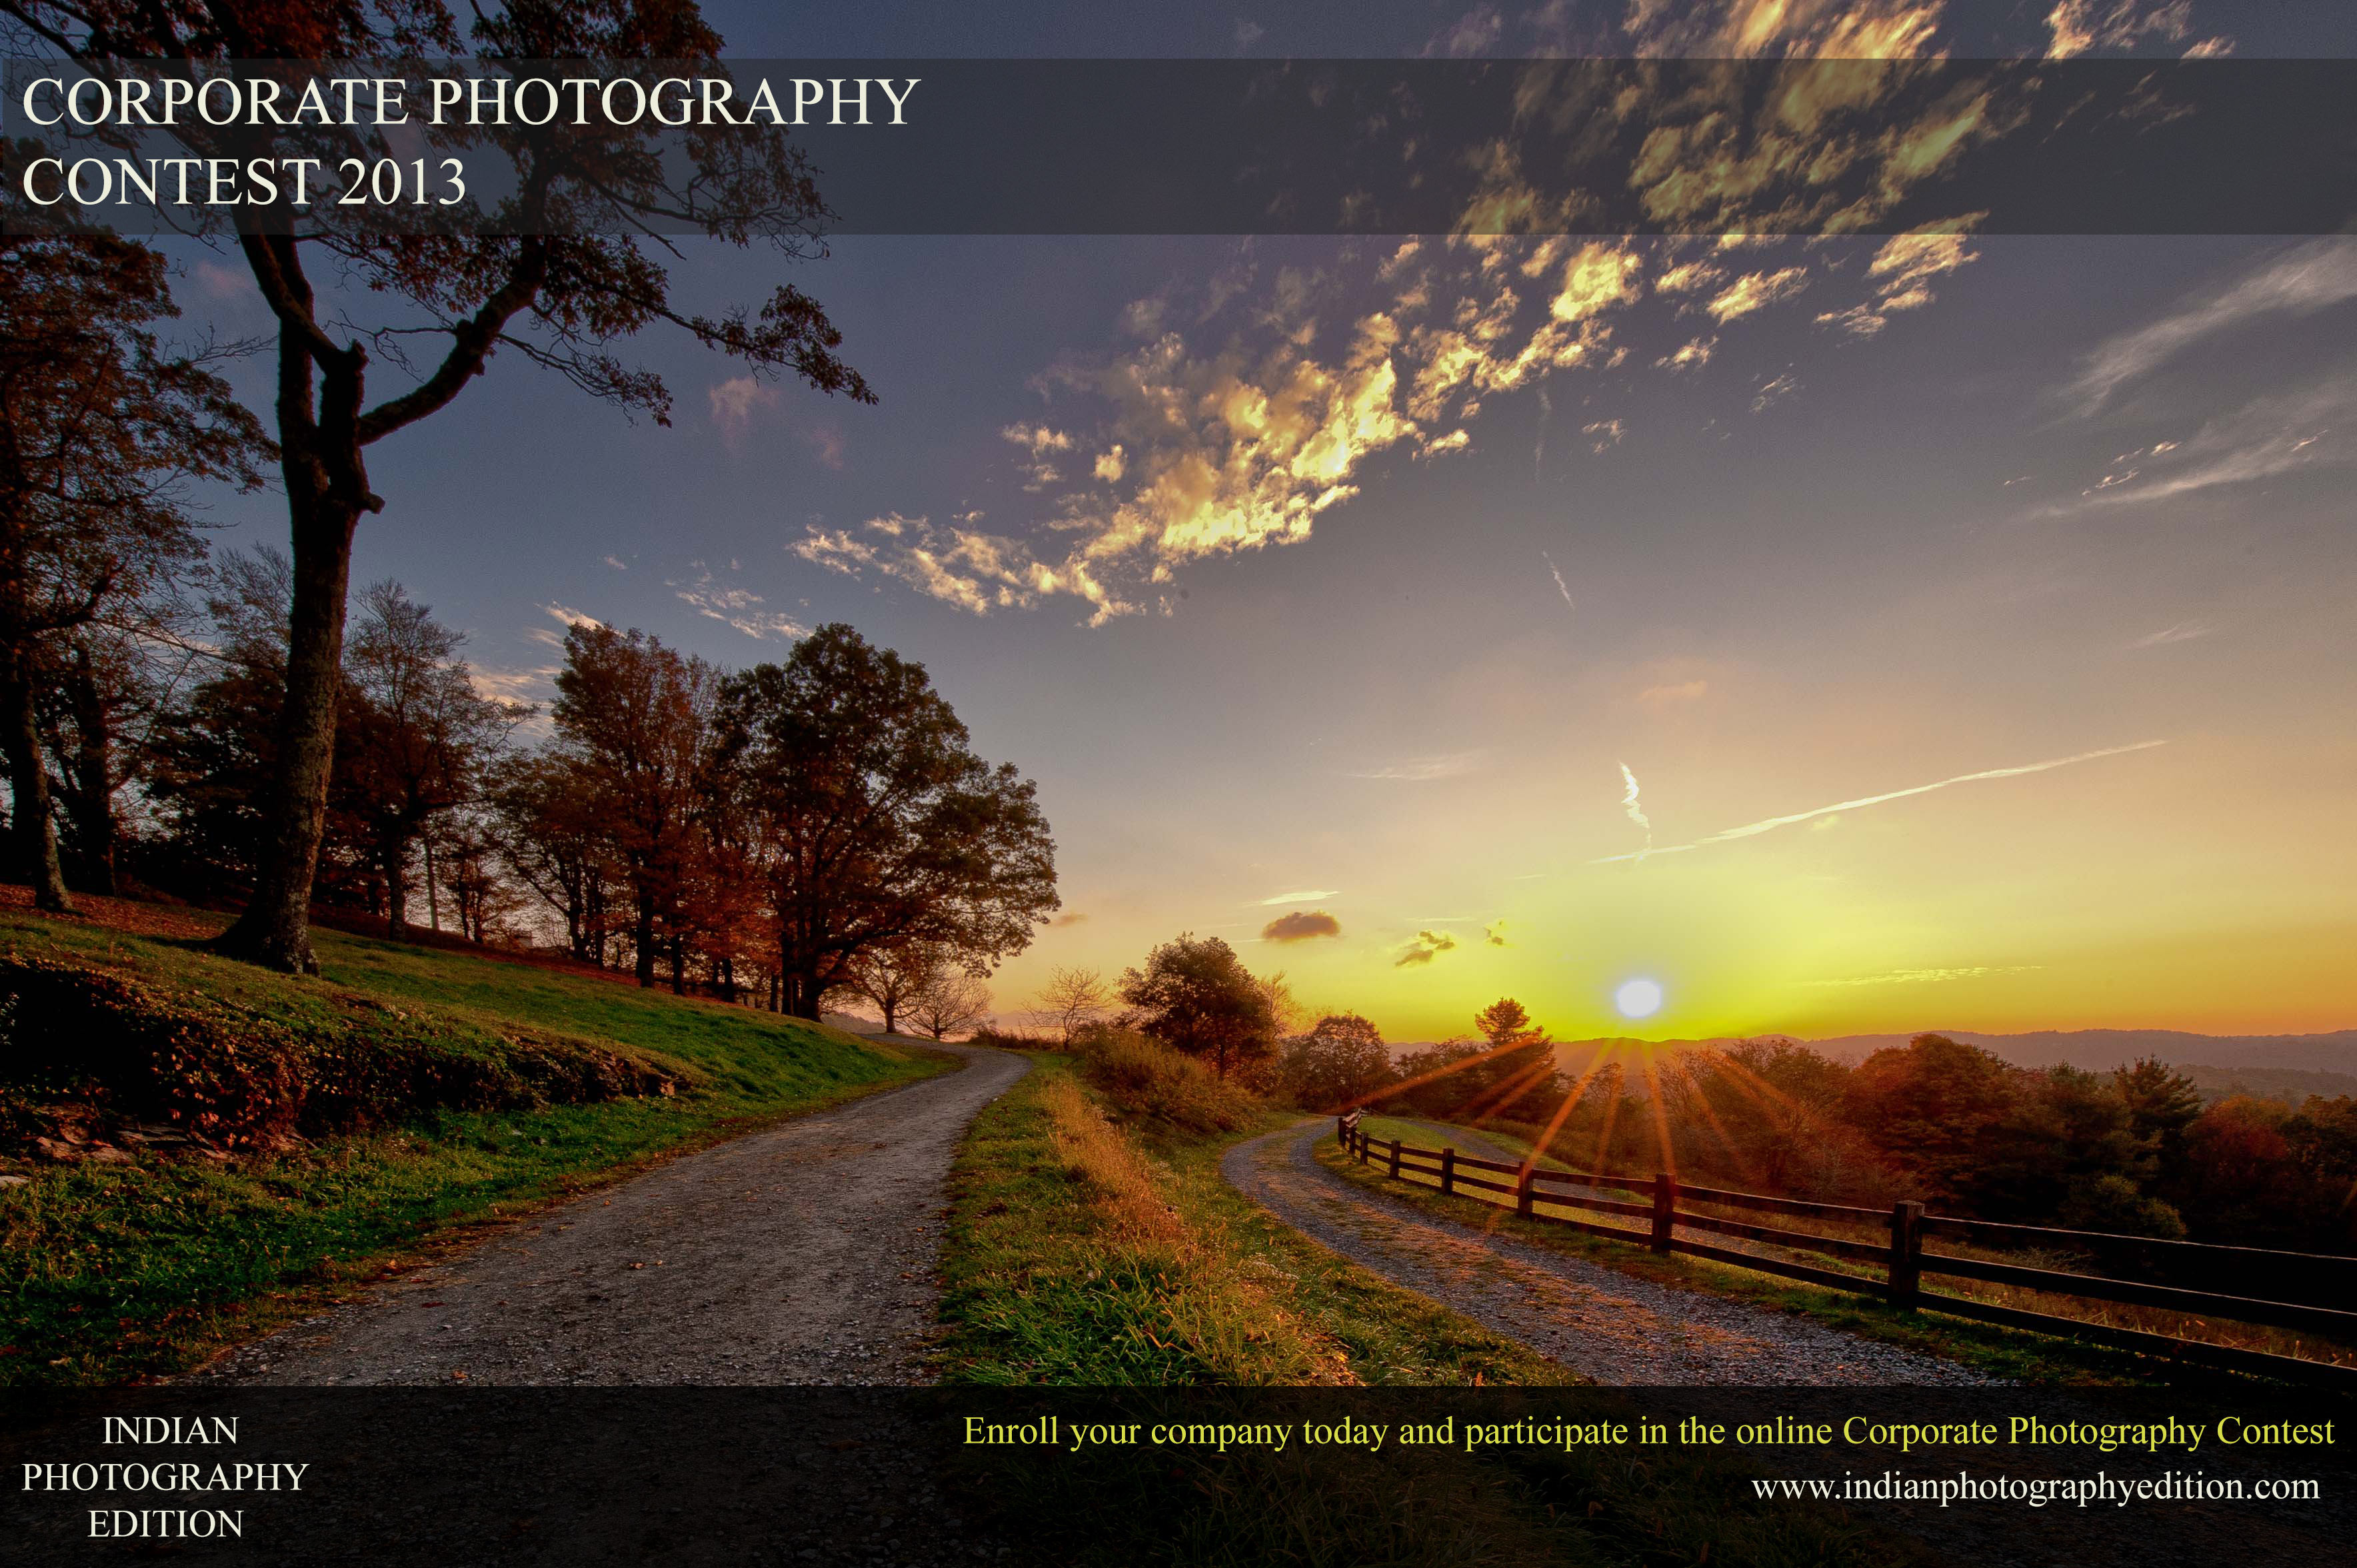 CORPORATE PHOTOGRAPHY
CONTEST 2013
INDIAN
PHOTOGRAPHY
EDITION
Enroll your company today and participate in the online Corporate Photography Contest
www.indianphotographyedition.com